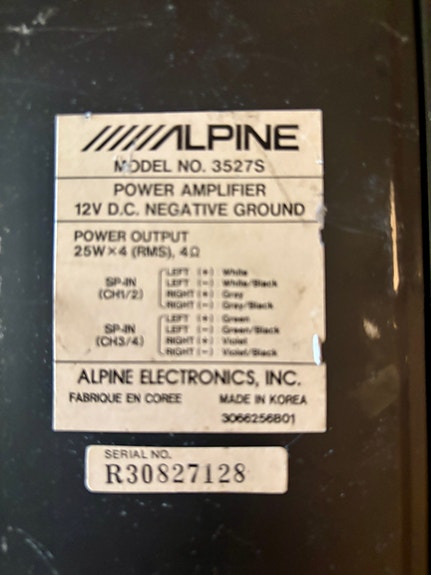 ALPINE
MODEL NO. 3527S
POWER AMPLIFIER
12V D.C. NEGATIVE GROUND
POWER OUTPUT
25W×4 (RMS), 4Ω
SP-IN
(CH1/2)
LEFT (+) White
LEFT (-) White/Black
RIGHT (+) Gray
RIGHT (-) Gray/Black
SP-IN
(CH3/4)
LEFT (+) Green
LEFT (-) Green/Black
RIGHT (+) Violet
RIGHT (-) Violet/Black
ALPINE ELECTRONICS, INC.
FABRIQUE EN COREE MADE IN KOREA
3066256B01
SERIAL NO.
R30827128